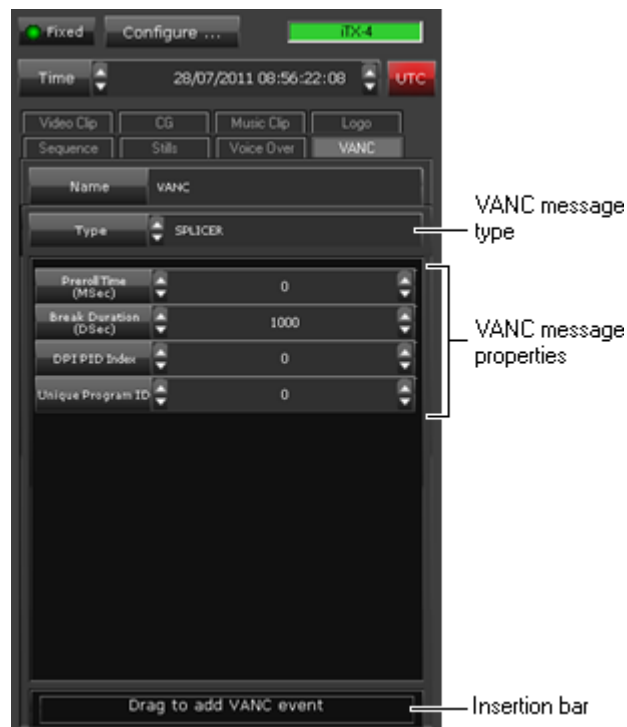 Fixed Configure ... iTX-4
Time 28/07/2011 08:56:22:08 UTC
Video Clip CG Music Clip Logo
Sequence Stills Voice Over VANC
Name VANC
Type SPLICER
VANC message
type
Preroll Time
(MSec) 0
Break Duration
(DSec) 1000
DPI PID Index 0
Unique Program ID 0
VANC message
properties
Drag to add VANC event
Insertion bar